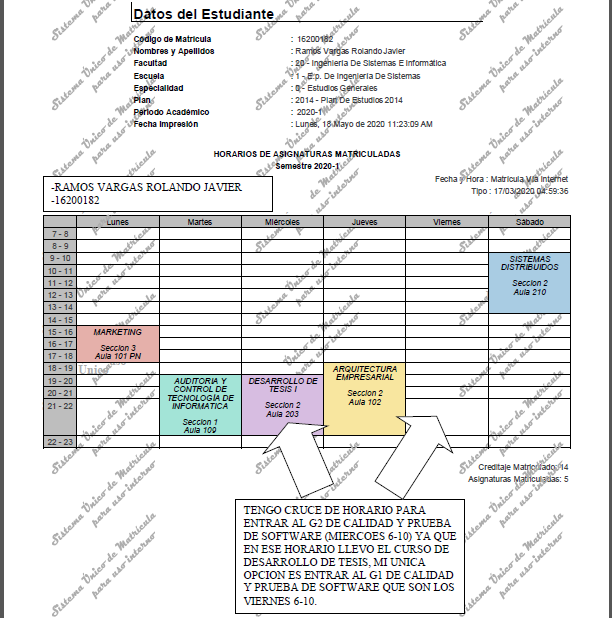 Datos del Estudiante
Código de Matricula : 16200182
Nombres y Apellidos : Ramos Vargas Rolando Javier
Facultad : 20 - Ingeniería De Sistemas E Informática
Escuela : 1 - E.p. De Ingeniería De Sistemas
Especialidad : 0 - Estudios Generales
Plan : 2014 - Plan De Estudios 2014
Periodo Académico : 2020-1
Fecha Impresión : Lunes, 18 Mayo de 2020 11:23:09 AM
HORARIOS DE ASIGNATURAS MATRICULADAS
Semestre 2020-1
Fecha y Hora : Matrícula Vía Internet
Tipo : 17/03/2020 04:59:36
-RAMOS VARGAS ROLANDO JAVIER
-16200182
Lunes Martes Miércoles Jueves Viernes Sábado
7 - 8
8 - 9
9 - 10
10 - 11
11 - 12
12 - 13
13 - 14
14 - 15
15 - 16
16 - 17
17 - 18
18 - 19
19 - 20
20 - 21
21 - 22
22 - 23
MARKETING
Seccion 3
Aula 101 PN
AUDITORIA Y
CONTROL DE
TECNOLOGÍA DE
INFORMATICA
Seccion 1
Aula 109
DESARROLLO DE
TESIS I
Seccion 2
Aula 203
ARQUITECTURA
EMPRESARIAL
Seccion 2
Aula 102
SISTEMAS
DISTRIBUIDOS
Seccion 2
Aula 210
Creditaje Matriculado: 14
Asignaturas Matriculadas: 5
TENGO CRUCE DE HORARIO PARA
ENTRAR AL G2 DE CALIDAD Y PRUEBA
DE SOFTWARE (MIERCOES 6-10) YA QUE
EN ESE HORARIO LLEVO EL CURSO DE
DESARROLLO DE TESIS, MI UNICA
OPCION ES ENTRAR AL G1 DE CALIDAD
Y PRUEBA DE SOFTWARE QUE SON LOS
VIERNES 6-10.
Sistema Único de Matrícula
para uso interno